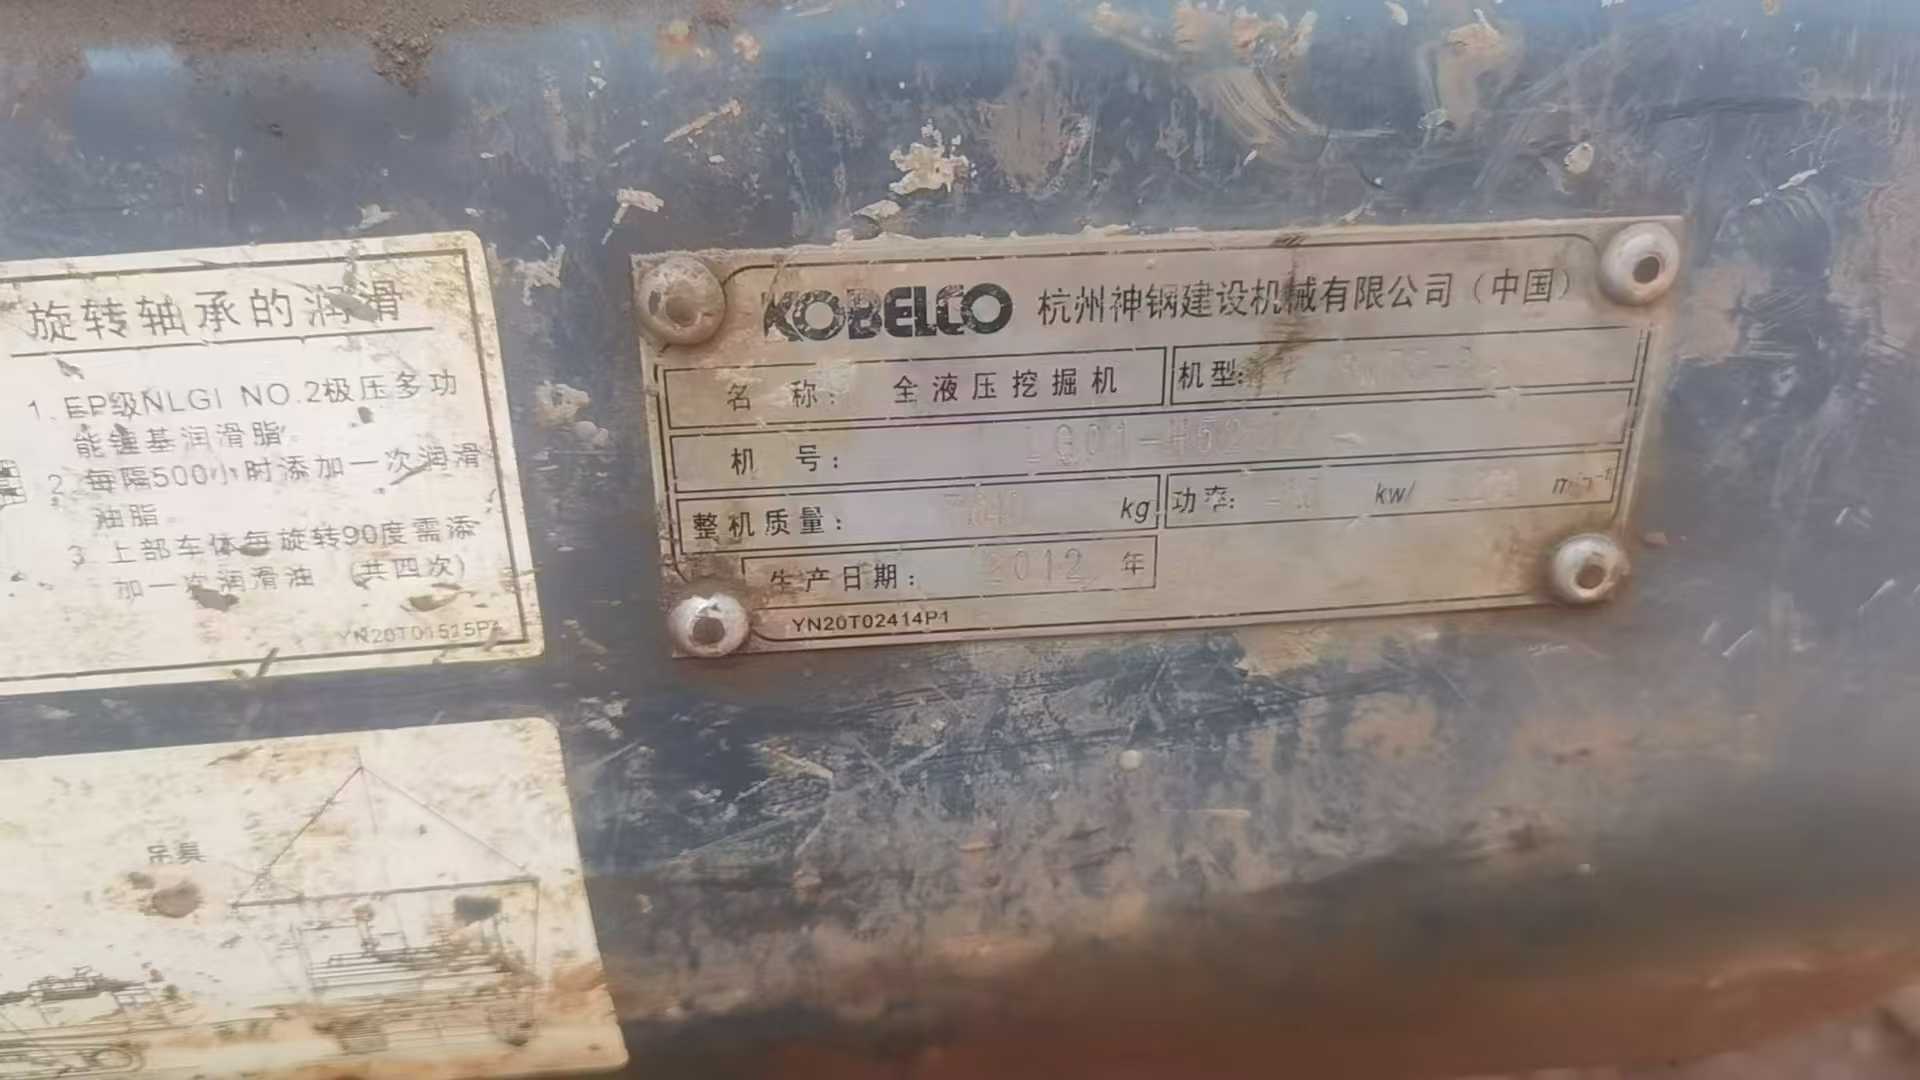 旋转轴承的润滑
1. EP级NLGI NO.2极压多功
能锂基润滑脂。
2. 每隔500小时添加一次润滑
油脂
3. 上部车体每旋转90度需添
加一次润滑油 (共四次)
吊具
KOBELCO 杭州神钢建设机械有限公司（中国）
名 称: 全液压挖掘机 机型:
机 号:
整机质量: kg 功率: kw/ min⁻¹
生产日期: 2012 年
YN20T02414P1